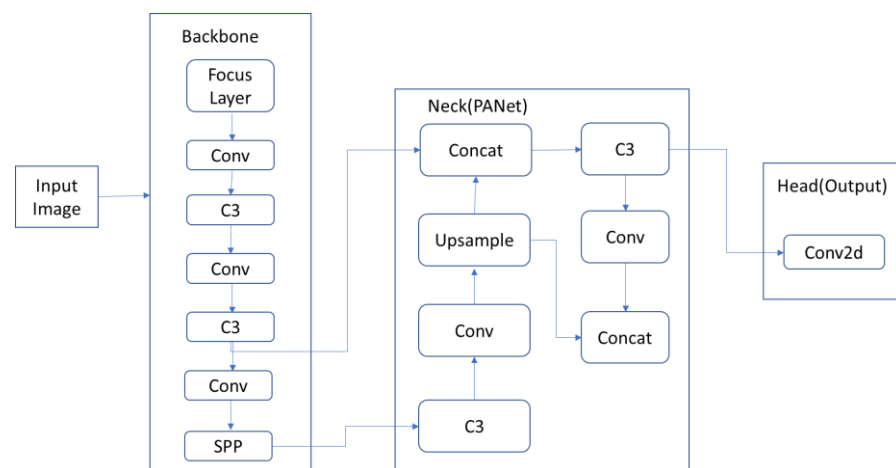 Input
Image
Backbone
Focus
Layer
Conv
C3
Conv
C3
Conv
SPP
Neck(PANet)
Concat
Upsample
Conv
C3
C3
Conv
Concat
Head(Output)
Conv2d